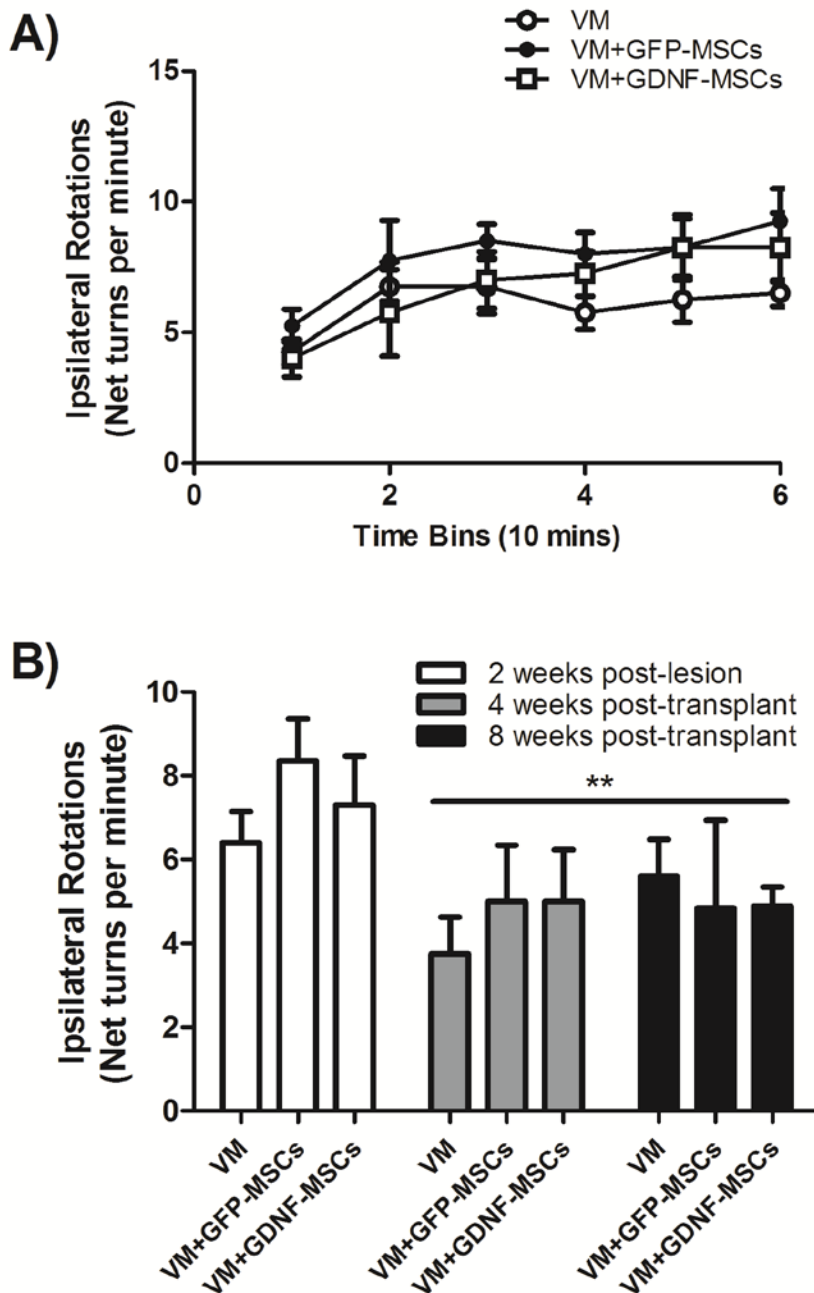 A)
VM
VM+GFP-MSCs
VM+GDNF-MSCs
Ipsilateral Rotations
(Net turns per minute)
15
10
5
0
0 2 4 6
Time Bins (10 mins)
B)
2 weeks post-lesion
4 weeks post-transplant
8 weeks post-transplant
**
Ipsilateral Rotations
(Net turns per minute)
10
8
6
4
2
0
VM
VM+GFP-MSCs
VM+GDNF-MSCs
VM
VM+GFP-MSCs
VM+GDNF-MSCs
VM
VM+GFP-MSCs
VM+GDNF-MSCs